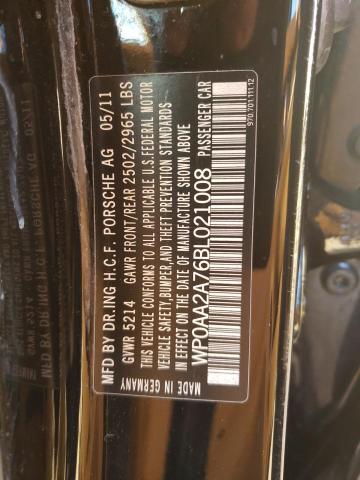 MFD BY DR.ING H.C.F. PORSCHE AG 05/11
GVWR 5214 GAWR FRONT/REAR 2502/2965 LBS
THIS VEHICLE CONFORMS TO ALL APPLICABLE U.S.FEDERAL MOTOR
VEHICLE SAFETY,BUMPER,AND THEFT PREVENTION STANDARDS
IN EFFECT ON THE DATE OF MANUFACTURE SHOWN ABOVE
WP0AA2A76BL021008 PASSENGER CAR
MADE IN GERMANY
97070111112